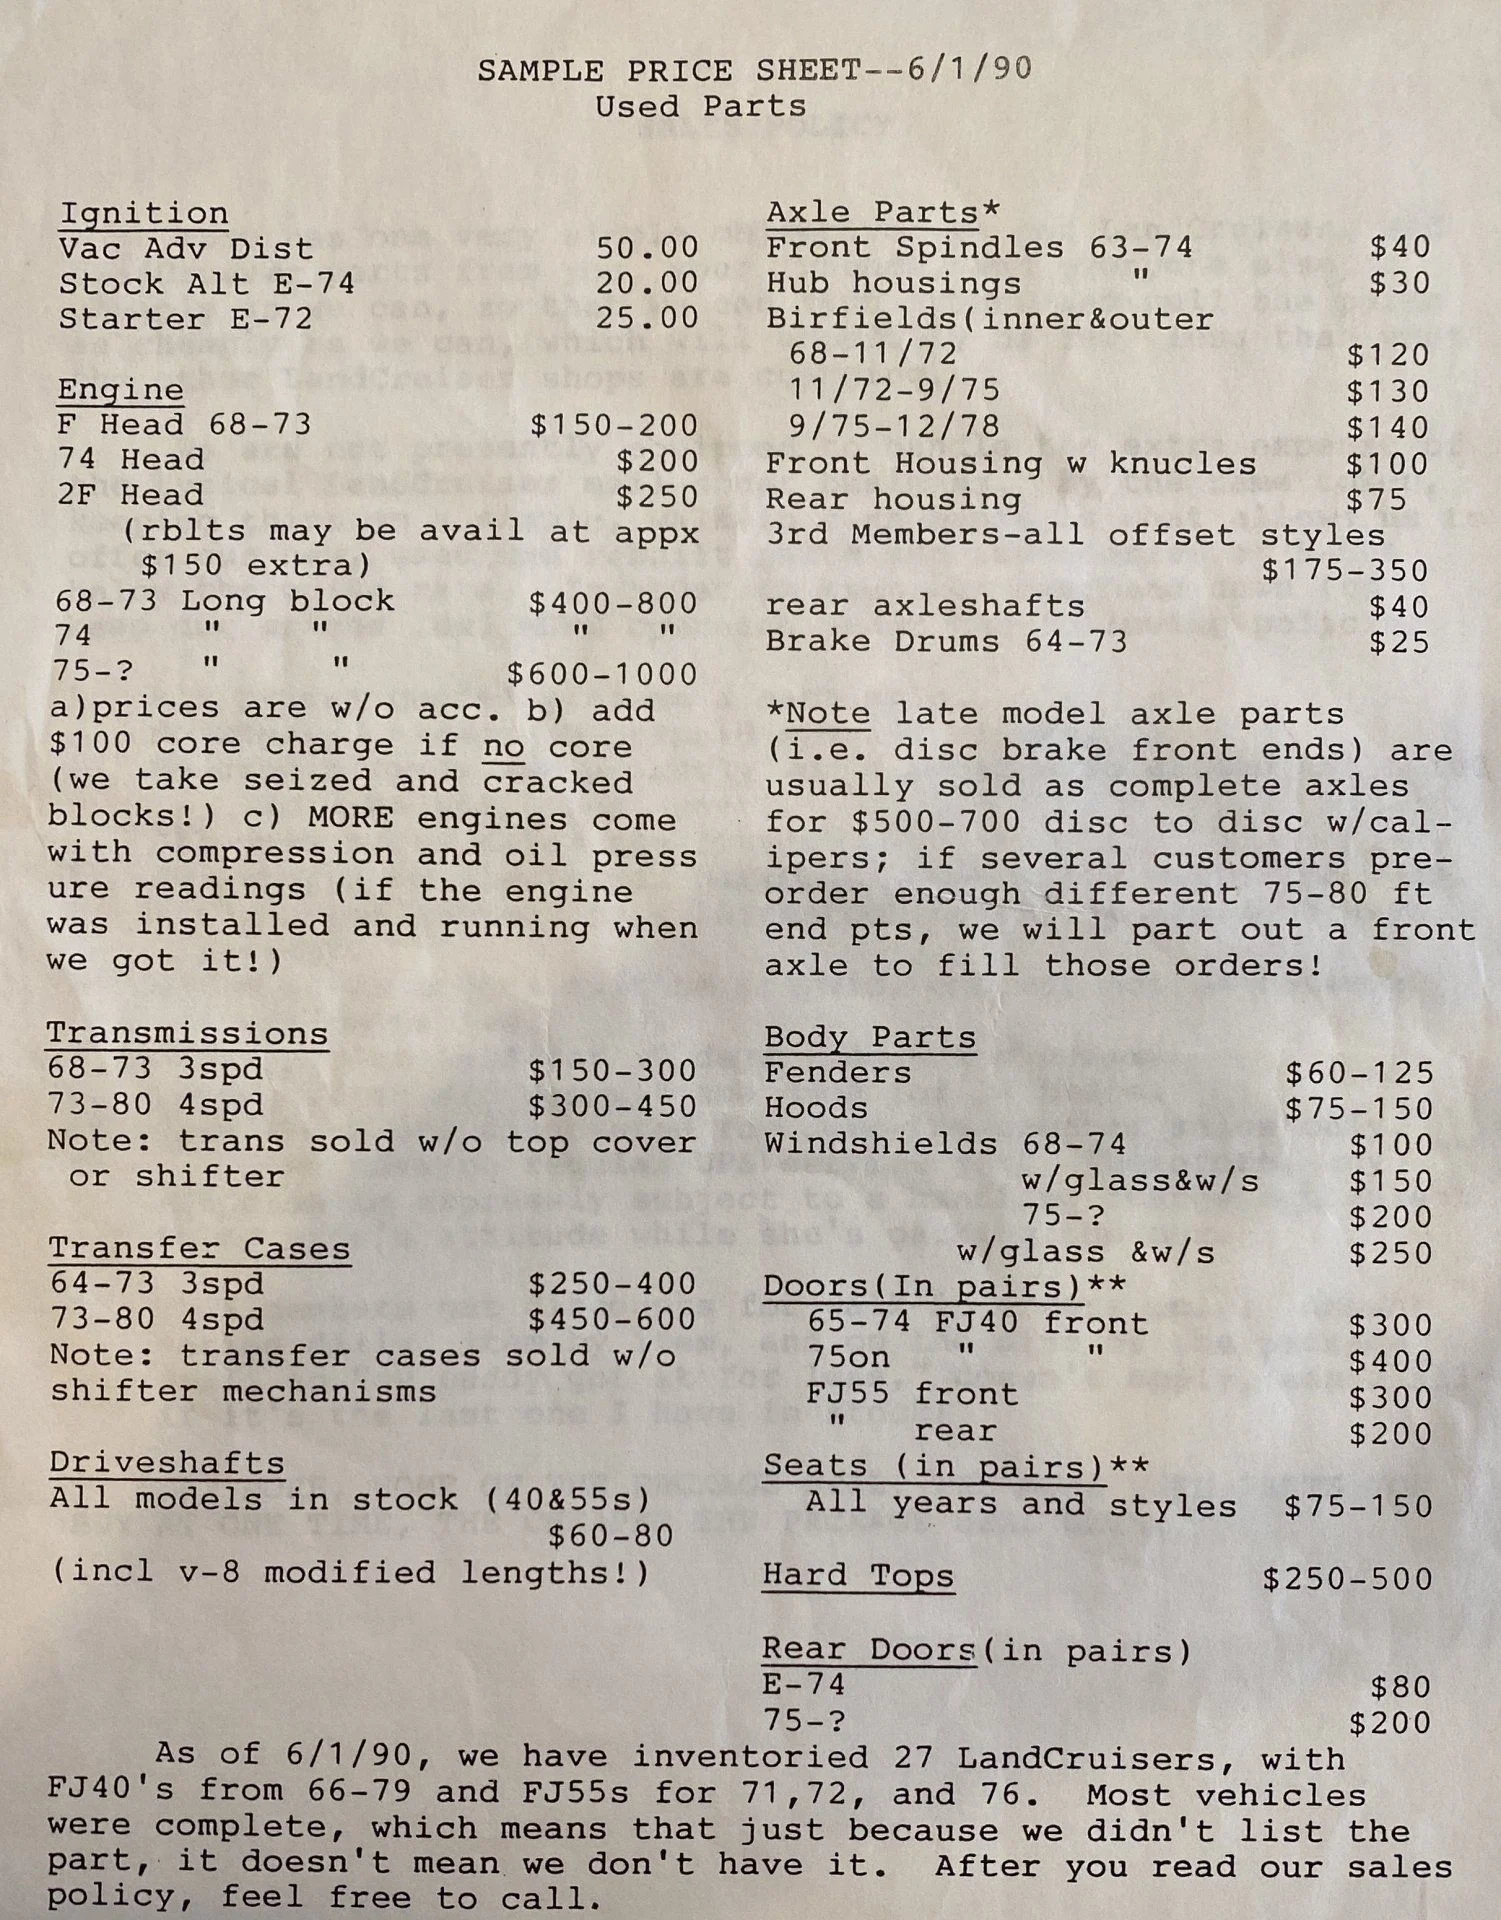 SAMPLE PRICE SHEET--6/1/90
Used Parts
Ignition
Vac Adv Dist 50.00
Stock Alt E-74 20.00
Starter E-72 25.00
Engine
F Head 68-73 $150-200
74 Head $200
2F Head $250
(rblts may be avail at appx
$150 extra)
68-73 Long block $400-800
74 " " " "
75-? " " $600-1000
a)prices are w/o acc. b) add
$100 core charge if no core
(we take seized and cracked
blocks!) c) MORE engines come
with compression and oil press
ure readings (if the engine
was installed and running when
we got it!)
Transmissions
68-73 3spd $150-300
73-80 4spd $300-450
Note: trans sold w/o top cover
or shifter
Transfer Cases
64-73 3spd $250-400
73-80 4spd $450-600
Note: transfer cases sold w/o
shifter mechanisms
Driveshafts
All models in stock (40&55s)
$60-80
(incl v-8 modified lengths!)
Axle Parts*
Front Spindles 63-74 $40
Hub housings " $30
Birfields(inner&outer
68-11/72 $120
11/72-9/75 $130
9/75-12/78 $140
Front Housing w knucles $100
Rear housing $75
3rd Members-all offset styles
$175-350
rear axleshafts $40
Brake Drums 64-73 $25
*Note late model axle parts
(i.e. disc brake front ends) are
usually sold as complete axles
for $500-700 disc to disc w/cal-
ipers; if several customers pre-
order enough different 75-80 ft
end pts, we will part out a front
axle to fill those orders!
Body Parts
Fenders $60-125
Hoods $75-150
Windshields 68-74 $100
w/glass&w/s $150
75-? $200
w/glass &w/s $250
Doors(In pairs)**
65-74 FJ40 front $300
75on " " $400
FJ55 front $300
" rear $200
Seats (in pairs)**
All years and styles $75-150
Hard Tops $250-500
Rear Doors(in pairs)
E-74 $80
75-? $200
As of 6/1/90, we have inventoried 27 LandCruisers, with
FJ40's from 66-79 and FJ55s for 71,72, and 76. Most vehicles
were complete, which means that just because we didn't list the
part, it doesn't mean we don't have it. After you read our sales
policy, feel free to call.